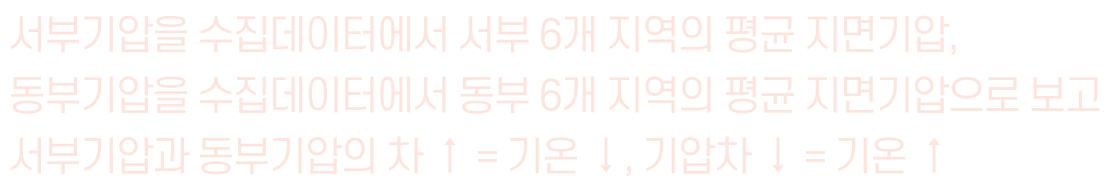 서부기압을 수집데이터에서 서부 6개 지역의 평균 지면기압,
동부기압을 수집데이터에서 동부 6개 지역의 평균 지면기압으로 보고
서부기압과 동부기압의 차 ↑ = 기온 ↓, 기압차 ↓ = 기온 ↑